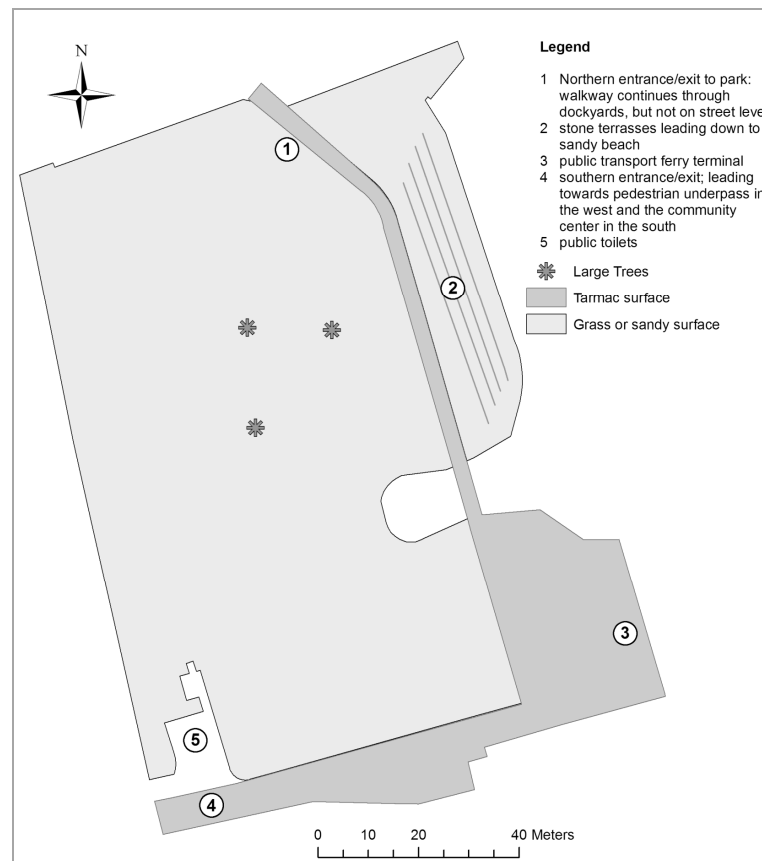 N
Legend
1 Northern entrance/exit to park:
walkway continues through
dockyards, but not on street leve
2 stone terrasses leading down to
sandy beach
3 public transport ferry terminal
4 southern entrance/exit; leading
towards pedestrian underpass in
the west and the community
center in the south
5 public toilets
Large Trees
Tarmac surface
Grass or sandy surface
1
2
3
5
4
0 10 20 40 Meters